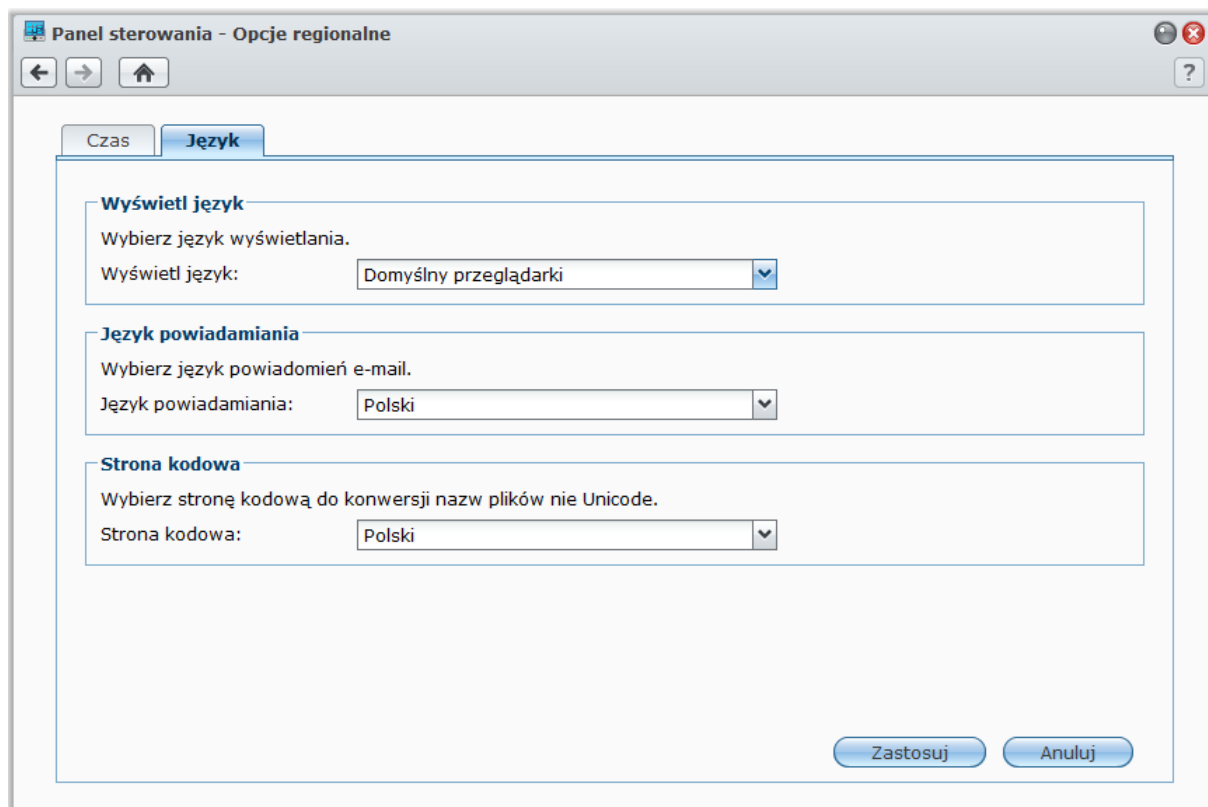 Panel sterowania - Opcje regionalne
?
Czas Język
Wyświetl język
Wybierz język wyświetlania.
Wyświetl język: Domyślny przeglądarki
Język powiadamiania
Wybierz język powiadomień e-mail.
Język powiadamiania: Polski
Strona kodowa
Wybierz stronę kodową do konwersji nazw plików nie Unicode.
Strona kodowa: Polski
Zastosuj Anuluj